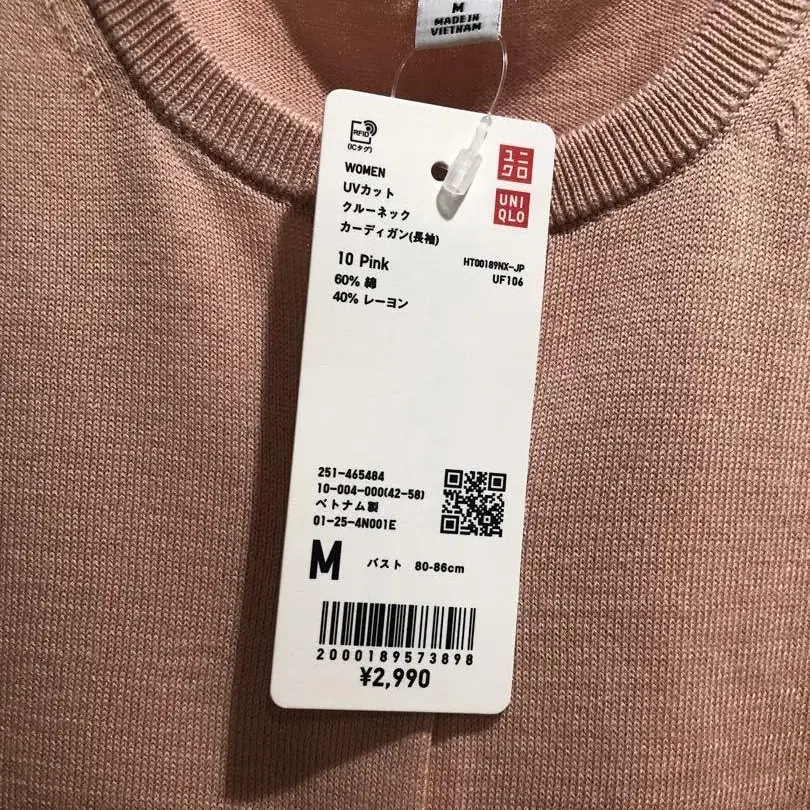 M
MADE IN
VIETNAM
RFID
(ICタグ)
ユニ
クロ
UNI
QLO
WOMEN
UVカット
クルーネック
カーディガン(長袖)
10 Pink
HT00189NX-JP
UF106
60% 綿
40% レーヨン
251-465484
10-004-000(42-58)
ベトナム製
01-25-4N001E
M バスト 80-86cm
2000189573898
¥2,990